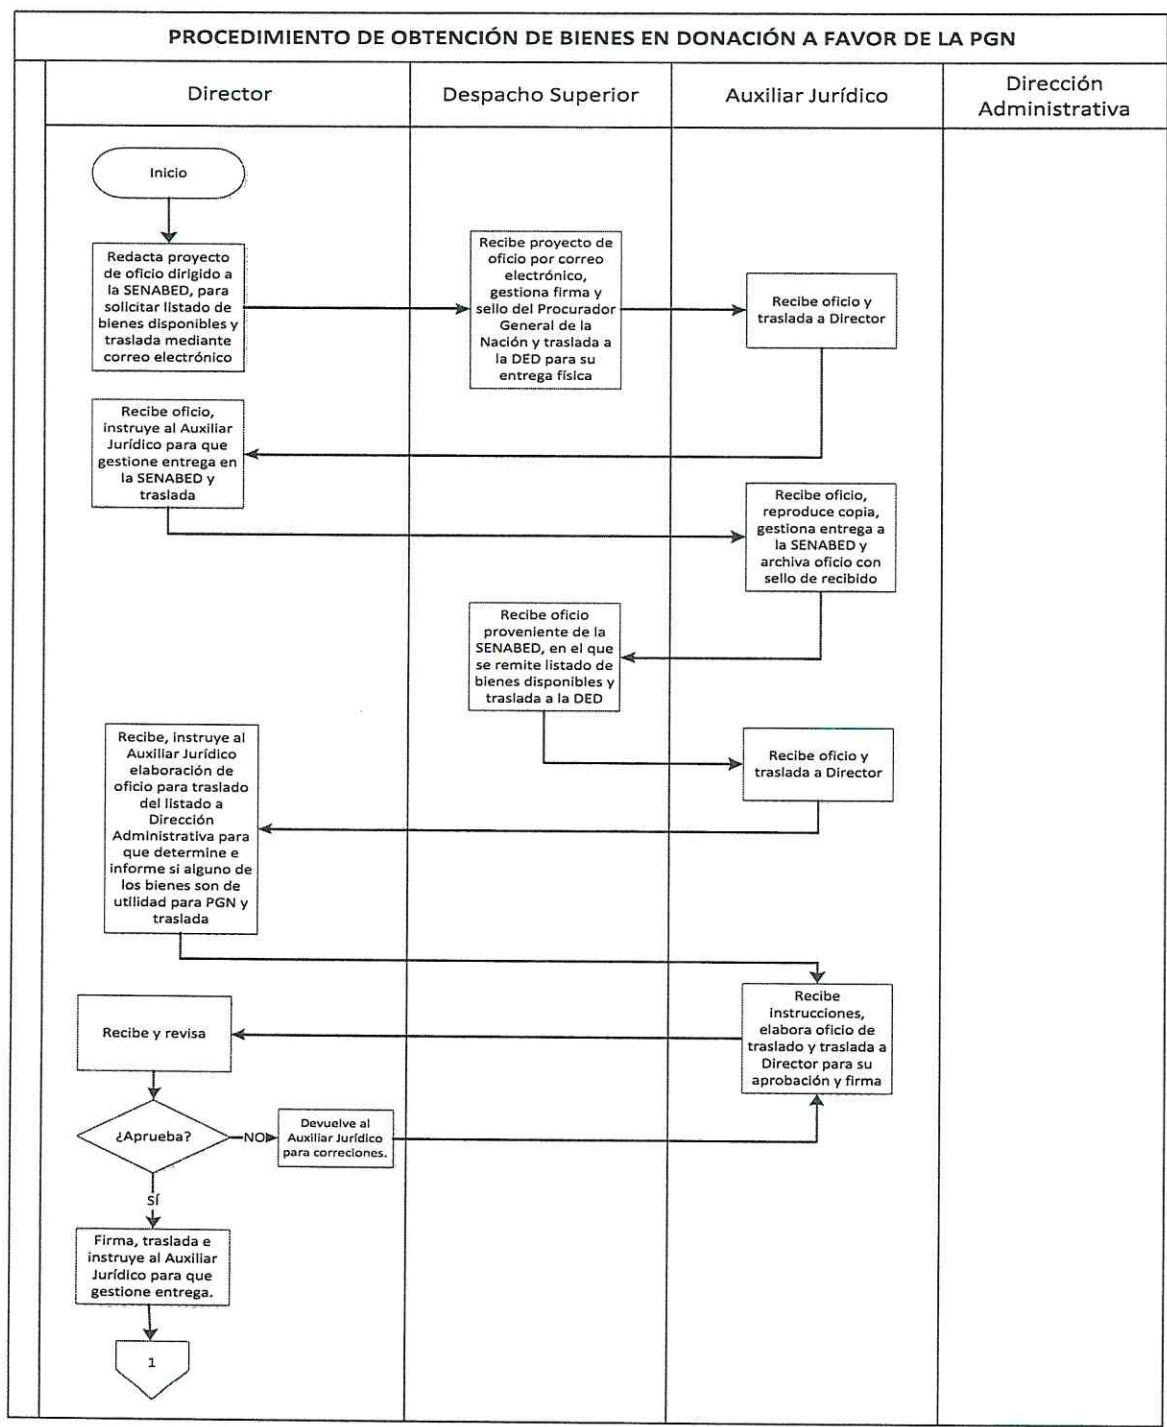 PROCEDIMIENTO DE OBTENCIÓN DE BIENES EN DONACIÓN A FAVOR DE LA PGN
Director
Despacho Superior
Auxiliar Jurídico
Dirección
Administrativa
Inicio
Redacta proyecto
de oficio dirigido a
la SENABED, para
solicitar listado de
bienes disponibles y
traslada mediante
correo electrónico
Recibe proyecto de
oficio por correo
electrónico,
gestiona firma y
sello del Procurador
General de la
Nación y traslada a
la DED para su
entrega física
Recibe oficio y
traslada a Director
Recibe oficio,
instruye al Auxiliar
Jurídico para que
gestione entrega en
la SENABED y
traslada
Recibe oficio,
reproduce copia,
gestiona entrega a
la SENABED y
archiva oficio con
sello de recibido
Recibe oficio
proveniente de la
SENABED, en el que
se remite listado de
bienes disponibles y
traslada a la DED
Recibe oficio y
traslada a Director
Recibe, instruye al
Auxiliar Jurídico
elaboración de
oficio para traslado
del listado a
Dirección
Administrativa para
que determine e
informe si alguno de
los bienes son de
utilidad para PGN y
traslada
Recibe
instrucciones,
elabora oficio de
traslado y traslada a
Director para su
aprobación y firma
Recibe y revisa
¿Aprueba?
NO
Devuelve al
Auxiliar Jurídico
para correciones.
SÍ
Firma, traslada e
instruye al Auxiliar
Jurídico para que
gestione entrega.
1